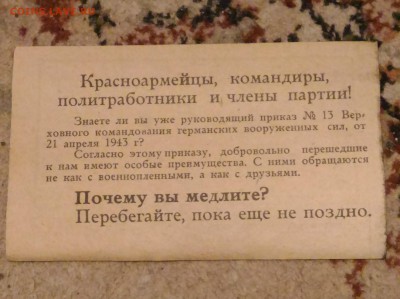 Красноармейцы, командиры,
политработники и члены партии!
Знаете ли вы уже руководящий приказ № 13 Вер-
ховного командования германских вооруженных сил, от
21 апреля 1943 г?
Согласно этому приказу, добровольно перешедшие
к нам имеют особые преимущества. С ними обращаются
не как с военнопленными, а как с друзьями.
Почему вы медлите?
Перебегайте, пока еще не поздно.